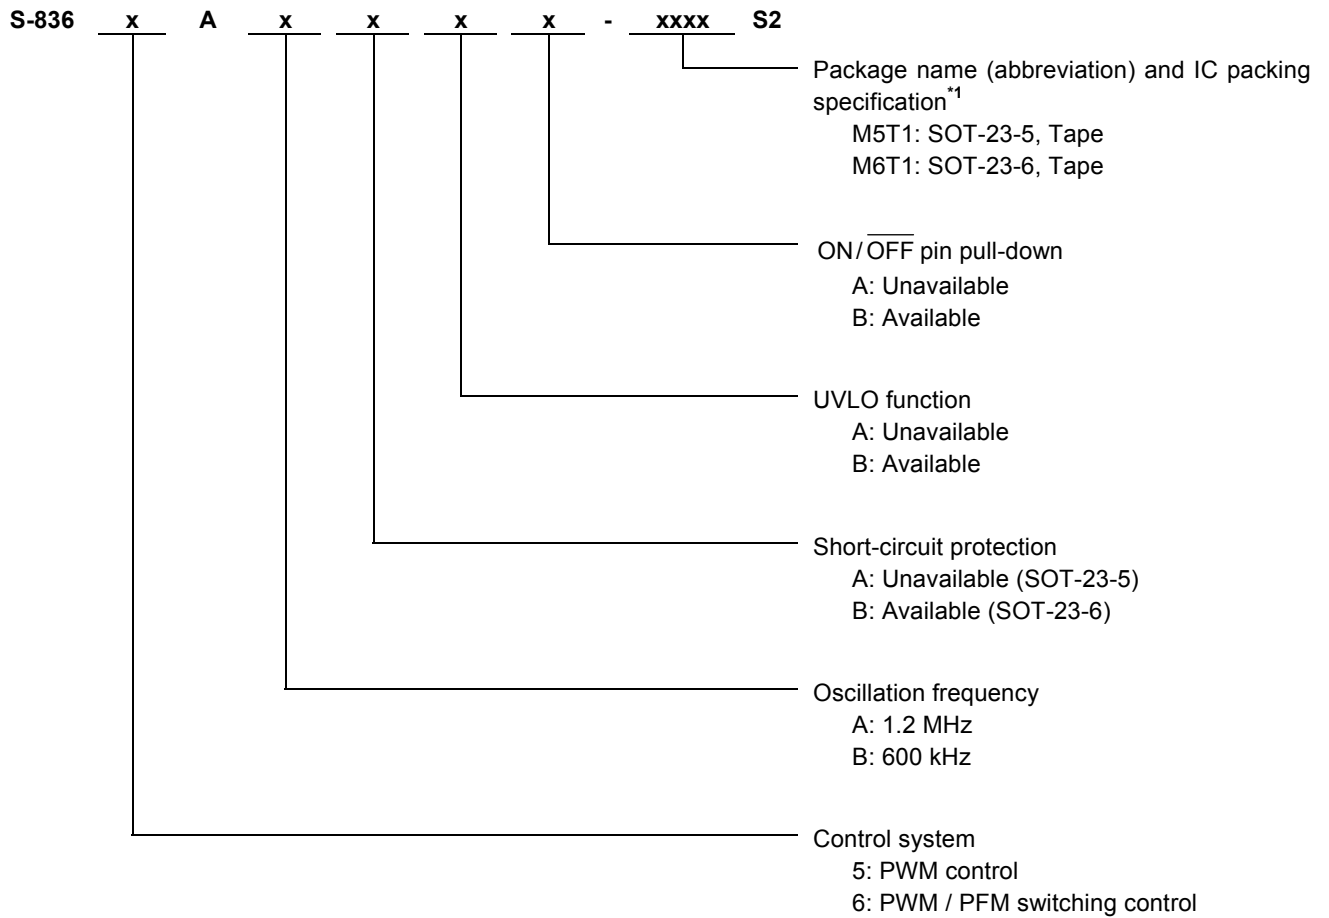 S-836 x A x x x x - xxxx S2
Package name (abbreviation) and IC packing
specification*1
M5T1: SOT-23-5, Tape
M6T1: SOT-23-6, Tape
ON/OFF pin pull-down
A: Unavailable
B: Available
UVLO function
A: Unavailable
B: Available
Short-circuit protection
A: Unavailable (SOT-23-5)
B: Available (SOT-23-6)
Oscillation frequency
A: 1.2 MHz
B: 600 kHz
Control system
5: PWM control
6: PWM / PFM switching control